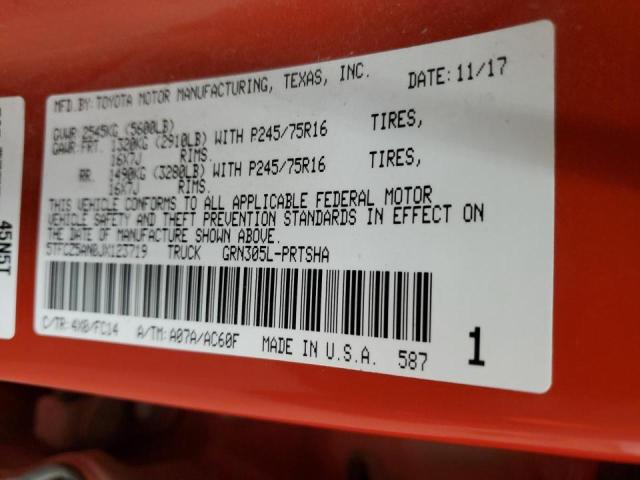 MFD. BY: TOYOTA MOTOR MANUFACTURING, TEXAS, INC. DATE: 11/17
GVWR 2545KG (5600LB)
GAWR: FRT. 1320KG (2910LB) WITH P245/75R16 TIRES,
16X7J RIMS.
RR. 1490KG (3280LB) WITH P245/75R16 TIRES,
16X7J RIMS.
THIS VEHICLE CONFORMS TO ALL APPLICABLE FEDERAL MOTOR
VEHICLE SAFETY AND THEFT PREVENTION STANDARDS IN EFFECT ON
THE DATE OF MANUFACTURE SHOWN ABOVE.
5TFCZ5AN8JX123719 TRUCK GRN305L-PRTSHA
C/TR: 4X0/FC14 A/TM: A07A/AC60F MADE IN U.S.A. 587 1
45N5T